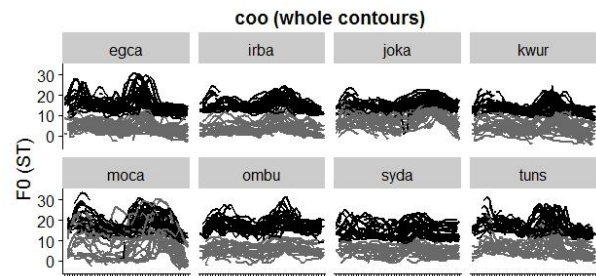 coo (whole contours)
egca irba joka kwur
30
20
10
0
F0 (ST)
moca ombu syda tuns
30
20
10
0